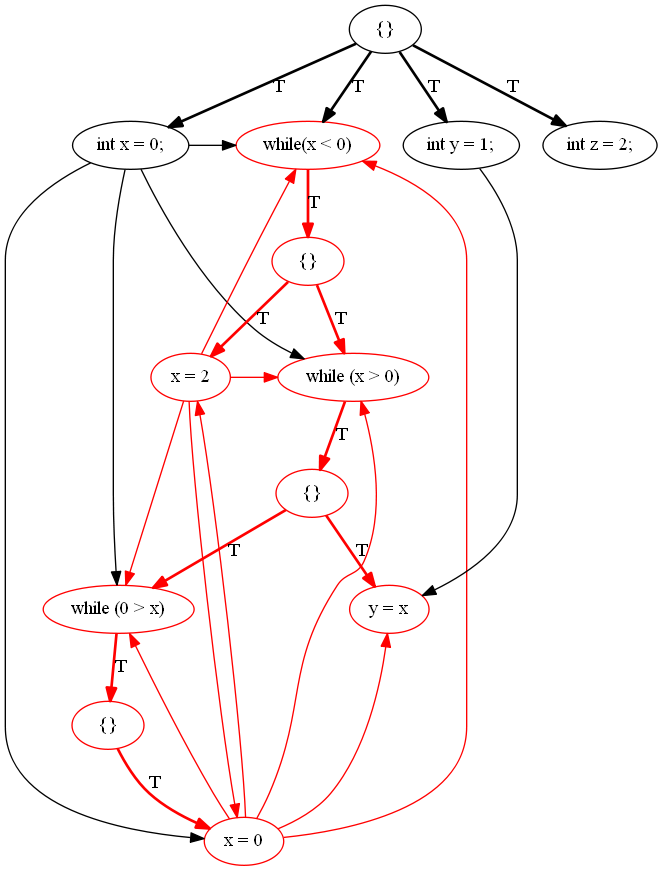 {}
T
T
T
T
int x = 0;
while(x < 0)
int y = 1;
int z = 2;
T
{}
T
T
x = 2
while (x > 0)
T
{}
T
T
while (0 > x)
y = x
T
{}
T
x = 0